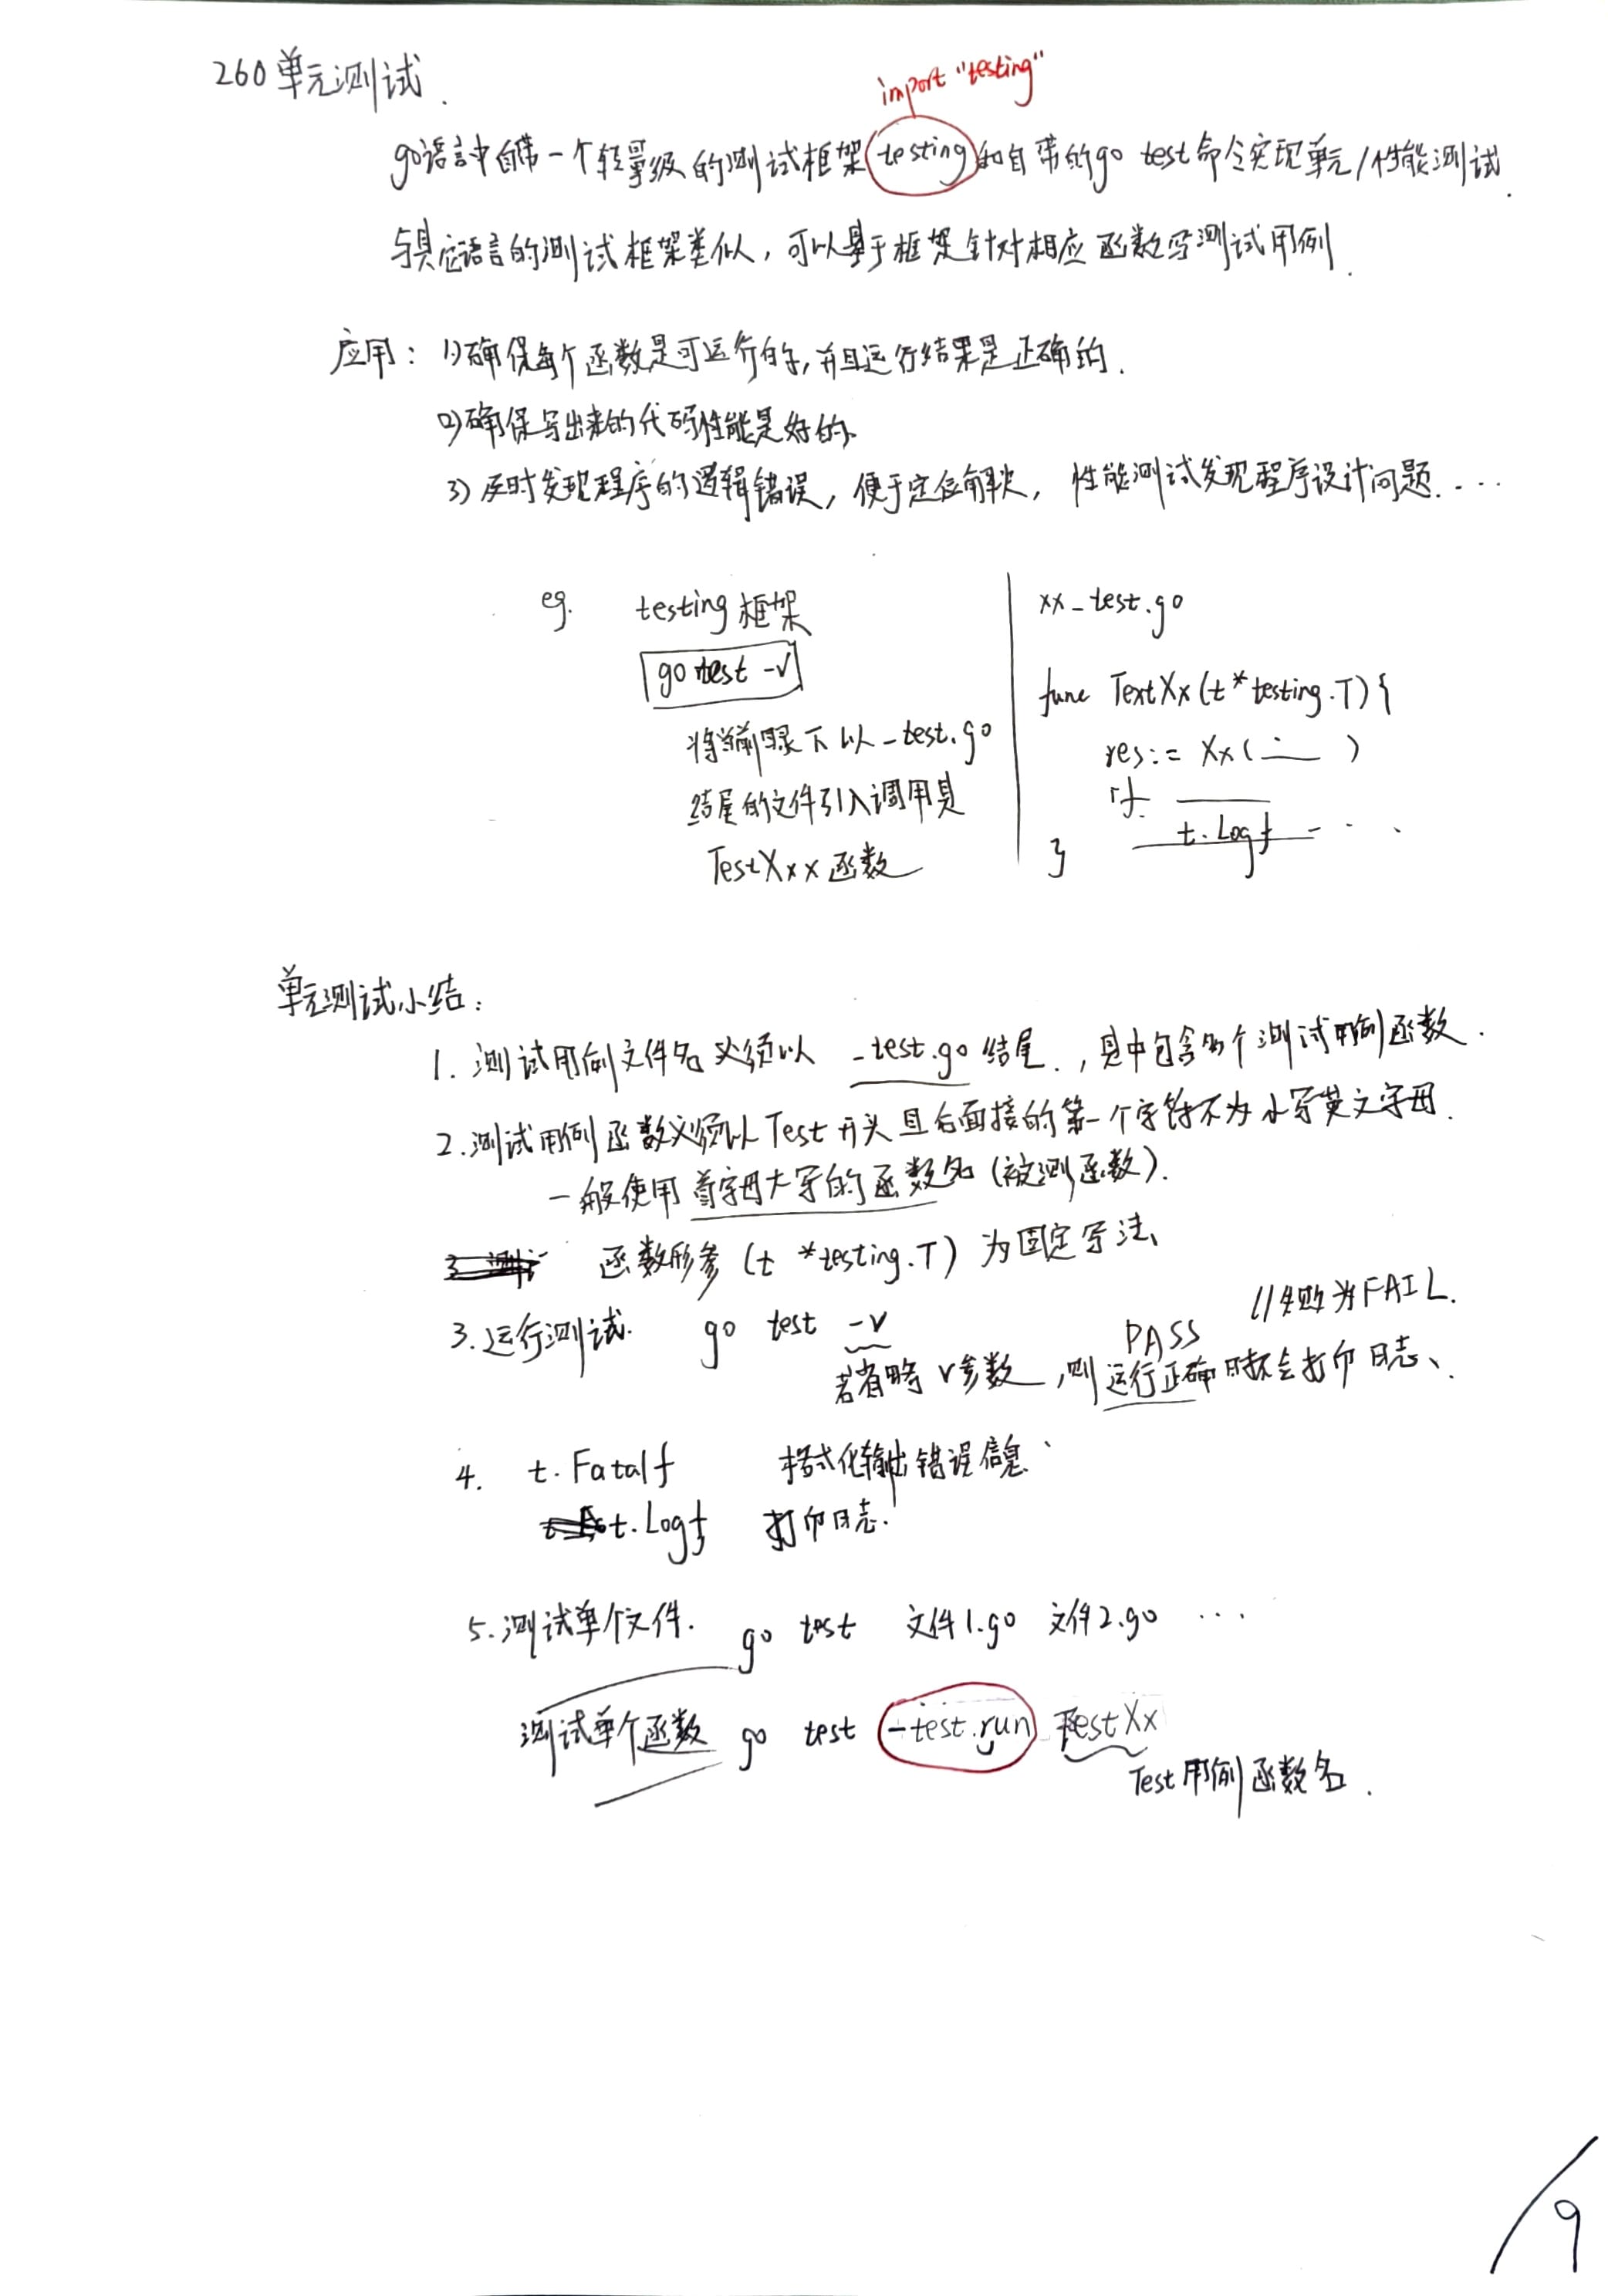 260 单元测试.
import "testing"
go语言中自带一个轻量级的测试框架 testing 和自带的go test命令实现单元/性能测试.
与其它语言的测试框架类似，可以基于框架针对相应函数写测试用例.
应用： 1)确保每个函数是可运行的，并且运行结果是正确的.
2)确保写出来的代码性能是好的.
3)及时发现程序的逻辑错误，便于定位解决， 性能测试发现程序设计问题. ...
eg. testing 框架
go test -v
将当前目录下以_test.go
结尾的文件引入调用其
TestXxx 函数
xx_test.go
func TextXx(t *testing.T) {
res := Xx( )
if
t.Logf - . .
}
单元测试小结：
1. 测试用例文件名 必须以 _test.go 结尾.，其中包含多个测试用例函数.
2. 测试用例函数必须以 Test 开头 且后面接的第一个字符不为小写英文字母.
一般使用 首字母大写的函数名 (被测函数).
函数形参 (t *testing.T) 为固定写法、
3. 运行测试. go test -v
PASS //失败为FAIL.
若省略 v 参数，则运行正确时不会打印日志、
4. t.Fatalf 格式化输出错误信息、
t.Logf 打印日志.
5. 测试单个文件. go test 文件1.go 文件2.go ...
测试单个函数 go test -test.run TestXx
Test用例函数名.
9